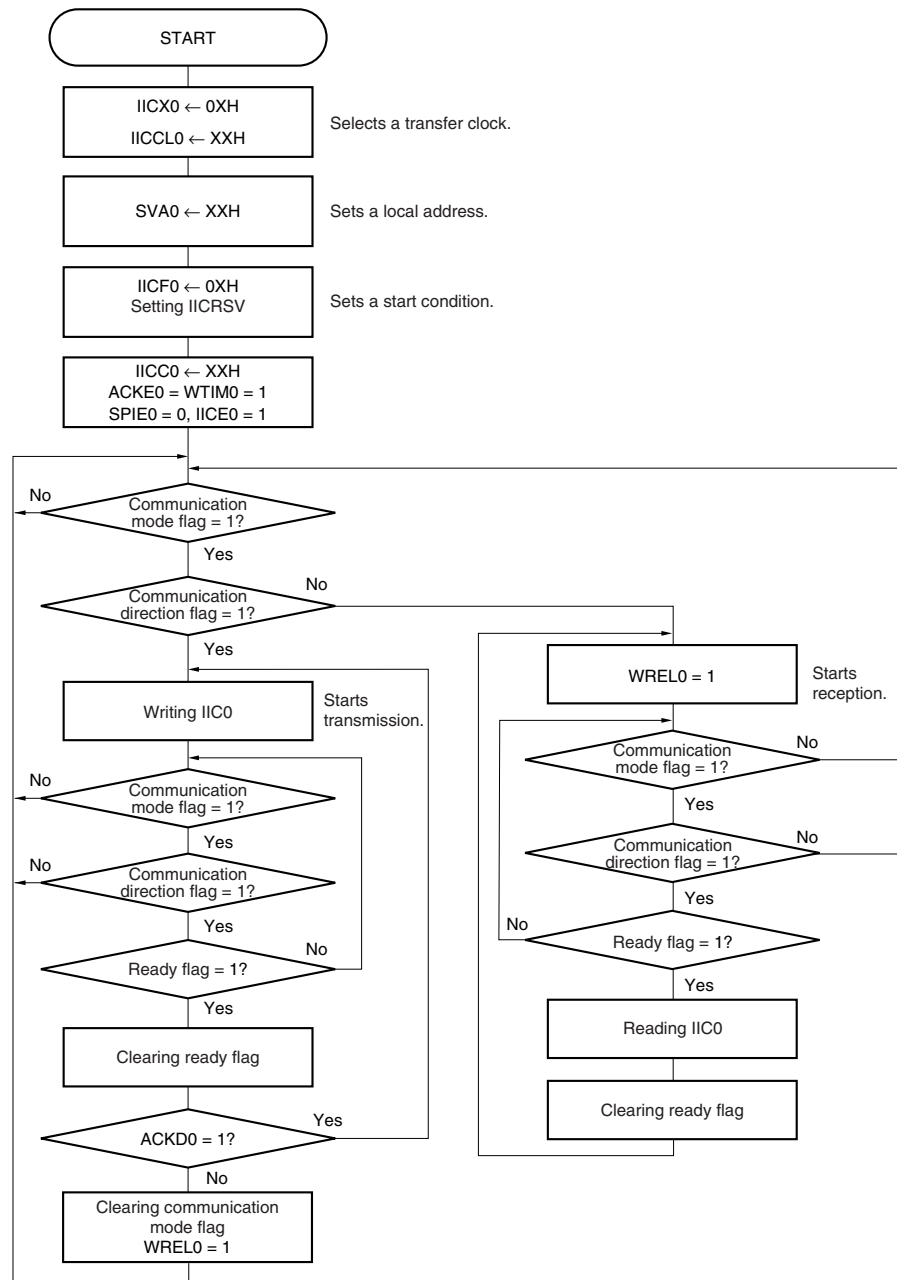 START
IICX0 ← 0XH
IICCL0 ← XXH
Selects a transfer clock.
SVA0 ← XXH
Sets a local address.
IICF0 ← 0XH
Setting IICRSV
Sets a start condition.
IICC0 ← XXH
ACKE0 = WTIM0 = 1
SPIE0 = 0, IICE0 = 1
No
Communication
mode flag = 1?
Yes
No
Communication
direction flag = 1?
Yes
Writing IIC0
Starts
transmission.
No
Communication
mode flag = 1?
Yes
No
Communication
direction flag = 1?
Yes
No
Ready flag = 1?
Yes
Clearing ready flag
Yes
ACKD0 = 1?
No
Clearing communication
mode flag
WREL0 = 1
WREL0 = 1
Starts
reception.
No
Communication
mode flag = 1?
Yes
No
Communication
direction flag = 1?
Yes
No
Ready flag = 1?
Yes
Reading IIC0
Clearing ready flag